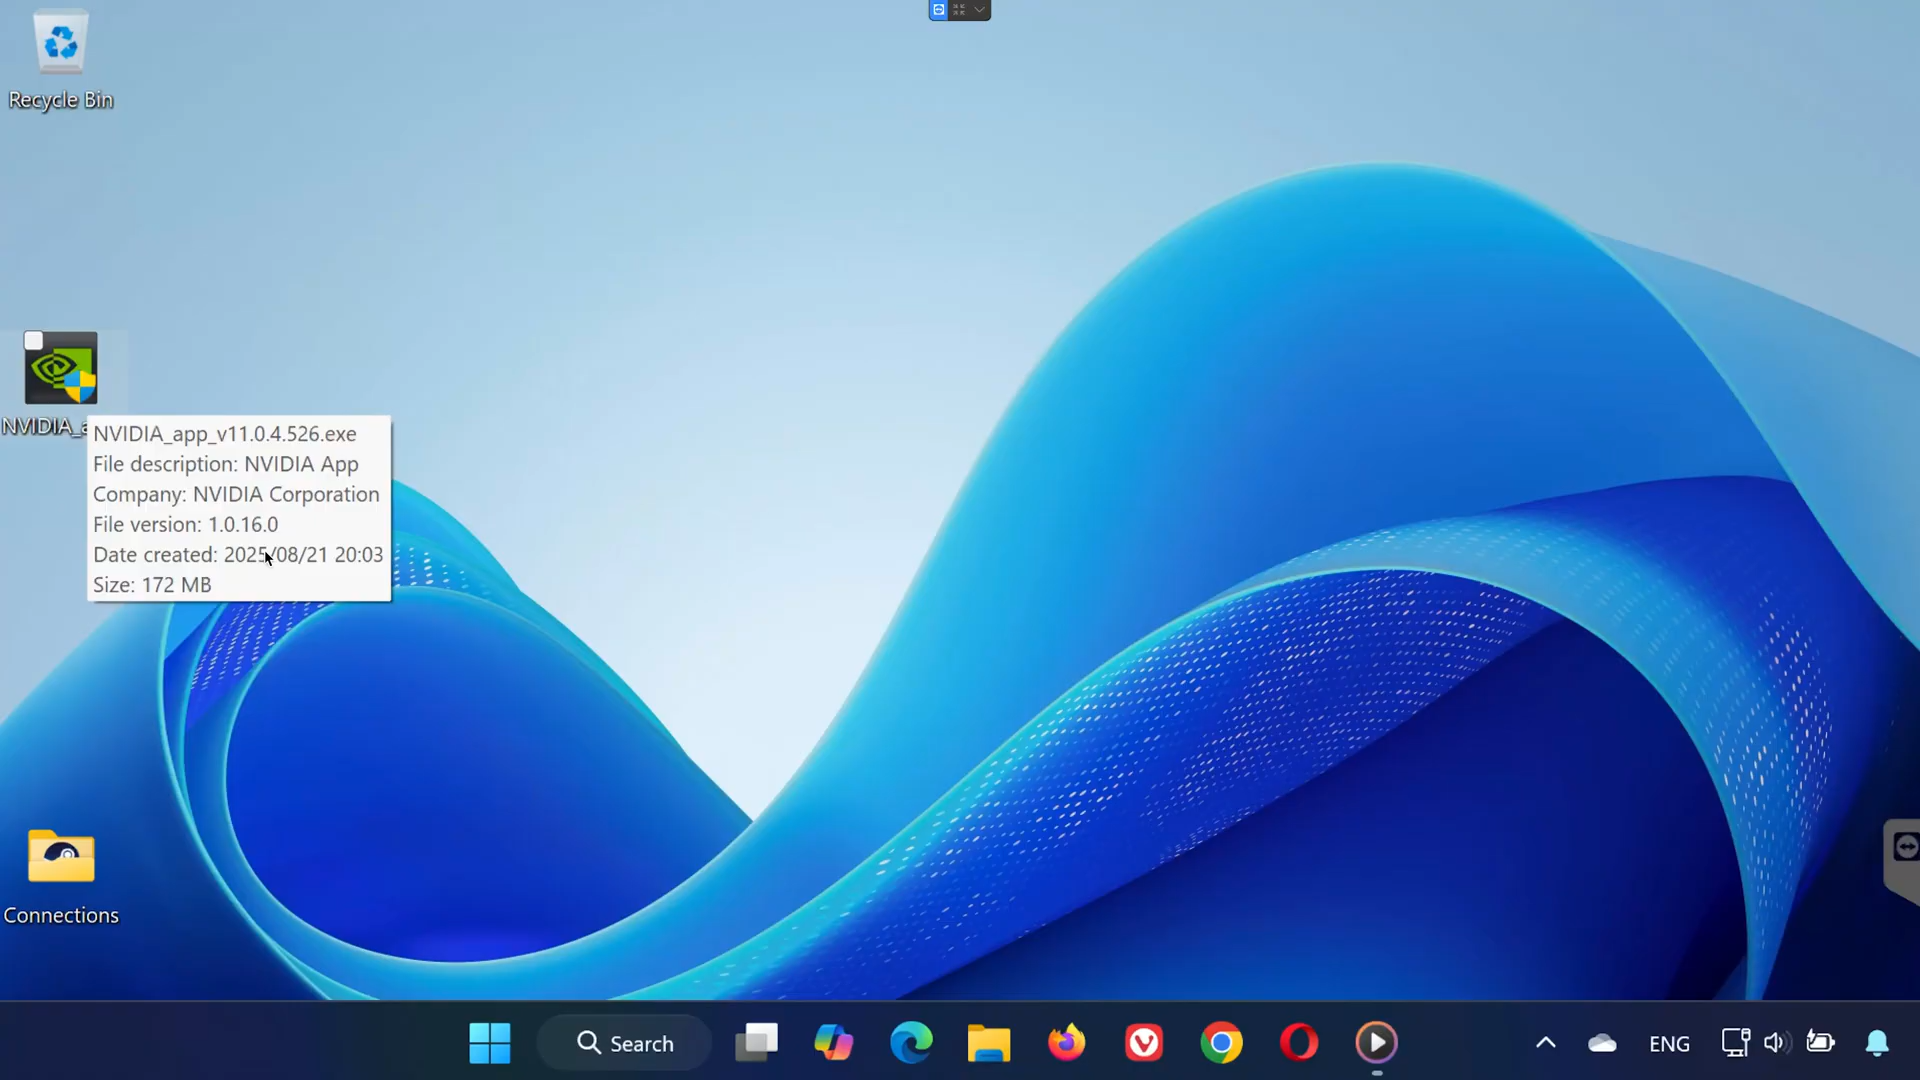 Recycle Bin
NVIDIA_a
NVIDIA_app_v11.0.4.526.exe
File description: NVIDIA App
Company: NVIDIA Corporation
File version: 1.0.16.0
Date created: 2025/08/21 20:03
Size: 172 MB
Connections
Search
ENG